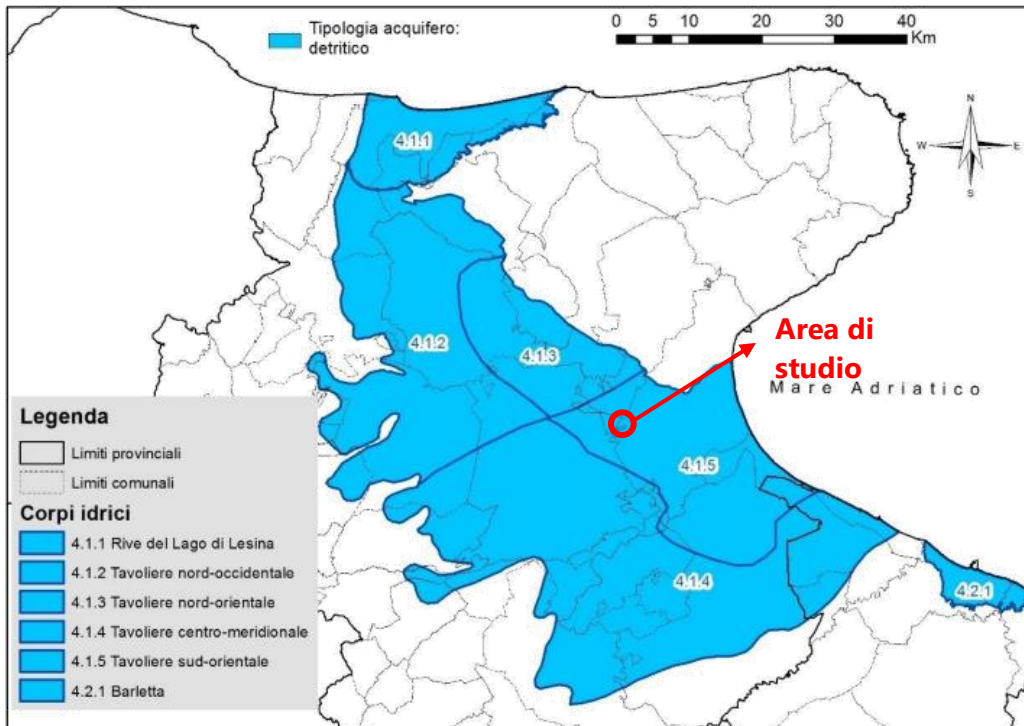 Tipologia acquifero:
detritico
0 5 10 20 30 40
Km
N
W E
S
4.1.1
4.1.2
4.1.3
4.1.5
4.1.4
4.2.1
Area di
studio
Mare Adriatico
Legenda
Limiti provinciali
Limiti comunali
Corpi idrici
4.1.1 Rive del Lago di Lesina
4.1.2 Tavoliere nord-occidentale
4.1.3 Tavoliere nord-orientale
4.1.4 Tavoliere centro-meridionale
4.1.5 Tavoliere sud-orientale
4.2.1 Barletta